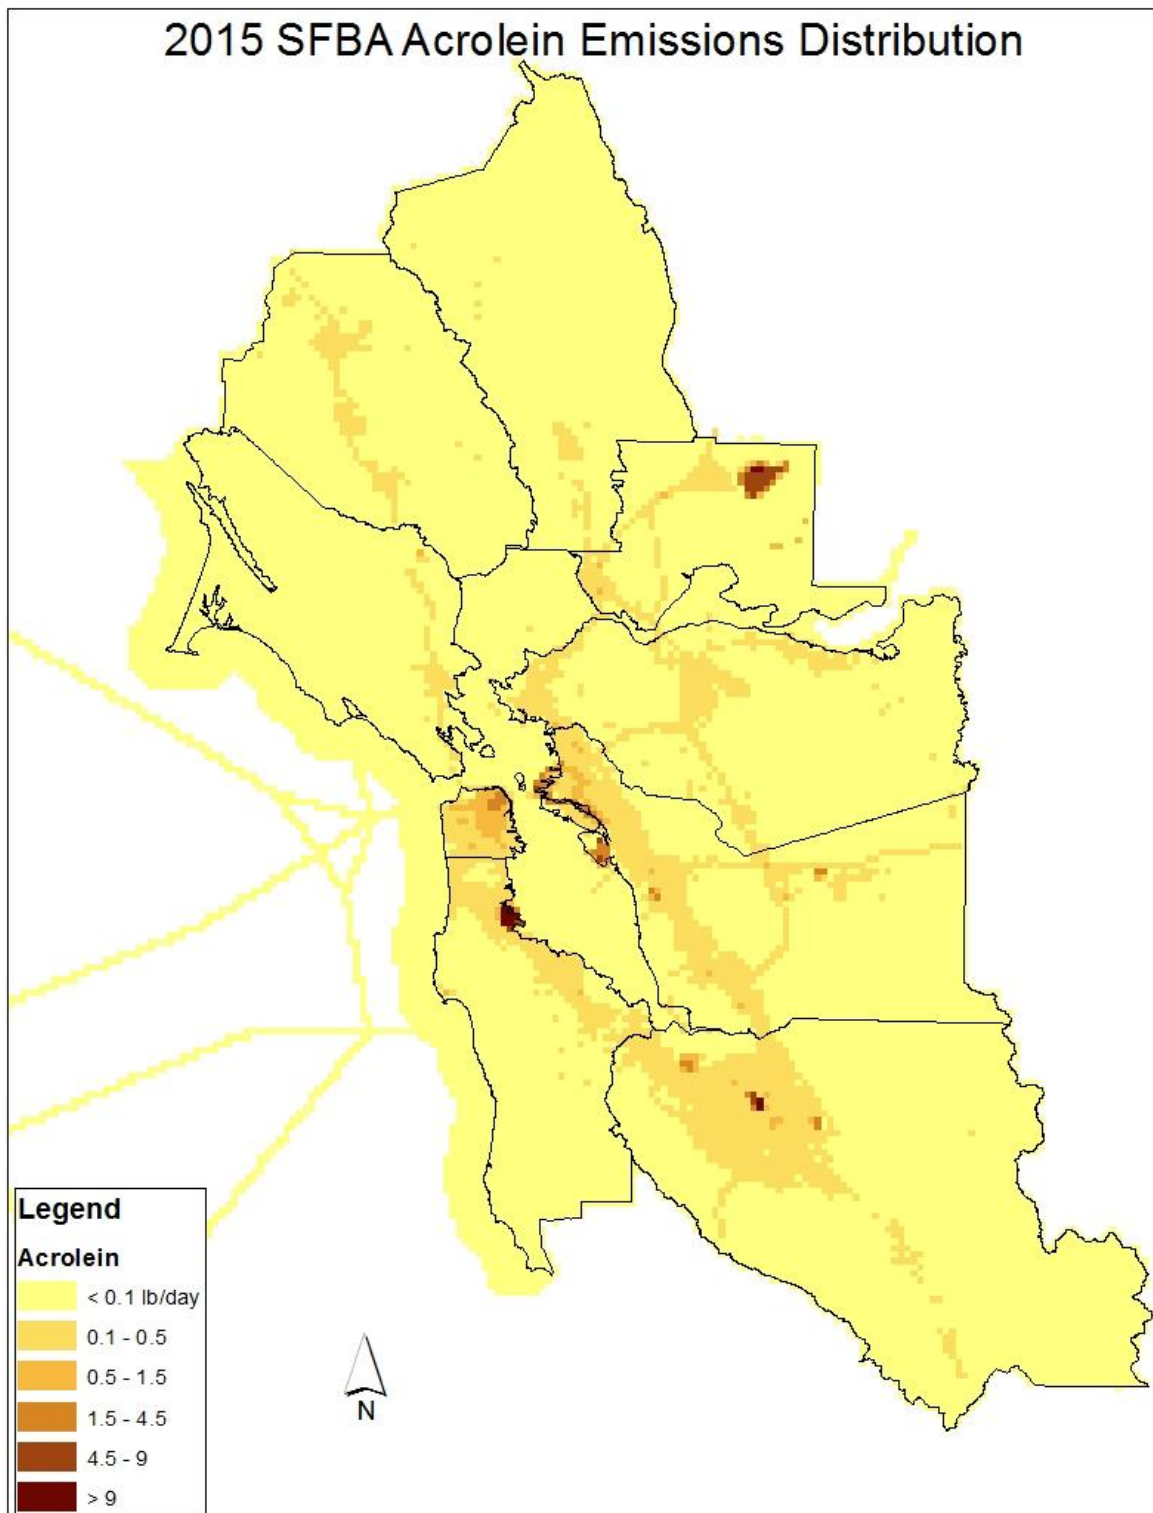 2015 SFBA Acrolein Emissions Distribution
Legend
Acrolein
< 0.1 lb/day
0.1 - 0.5
0.5 - 1.5
1.5 - 4.5
4.5 - 9
> 9
N